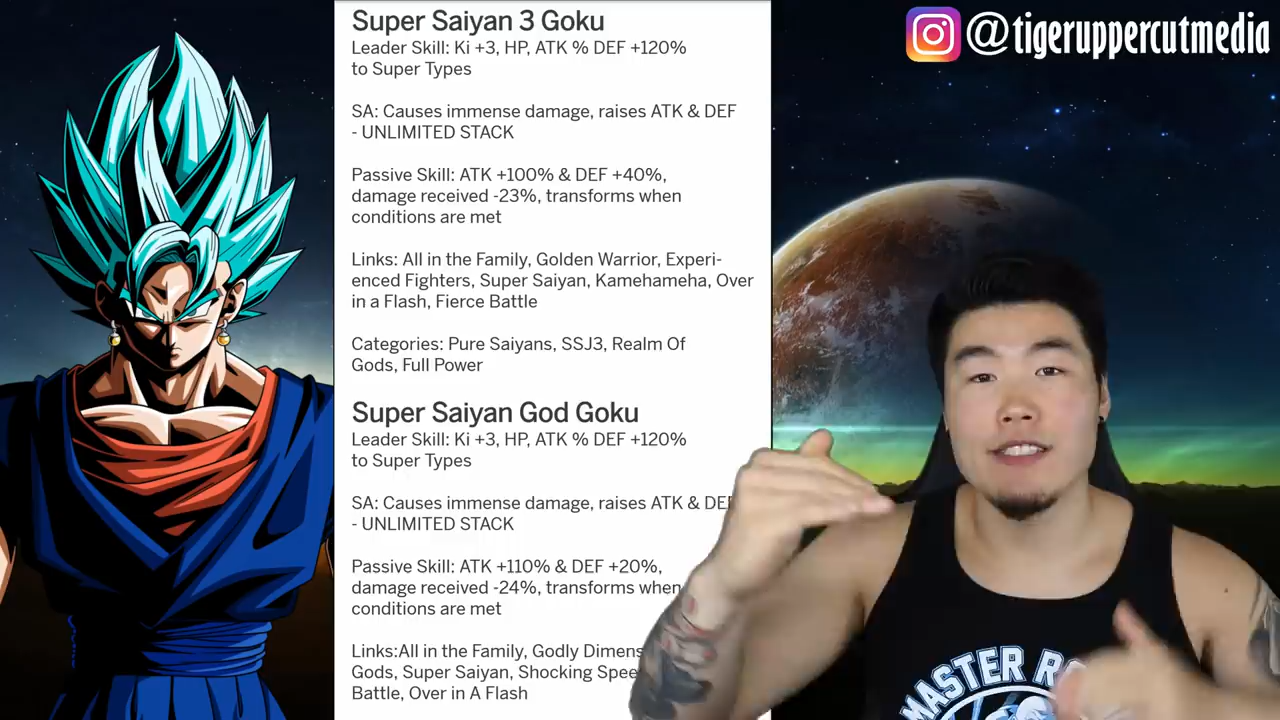 @tigeruppercutmedia
Super Saiyan 3 Goku
Leader Skill: Ki +3, HP, ATK % DEF +120%
to Super Types
SA: Causes immense damage, raises ATK & DEF
- UNLIMITED STACK
Passive Skill: ATK +100% & DEF +40%,
damage received -23%, transforms when
conditions are met
Links: All in the Family, Golden Warrior, Experi-
enced Fighters, Super Saiyan, Kamehameha, Over
in a Flash, Fierce Battle
Categories: Pure Saiyans, SSJ3, Realm Of
Gods, Full Power
Super Saiyan God Goku
Leader Skill: Ki +3, HP, ATK % DEF +120%
to Super Types
SA: Causes immense damage, raises ATK & DEF
- UNLIMITED STACK
Passive Skill: ATK +110% & DEF +20%,
damage received -24%, transforms when
conditions are met
Links:All in the Family, Godly
Gods, Super Saiyan, Shocking
Battle, Over in A Flash
MASTER